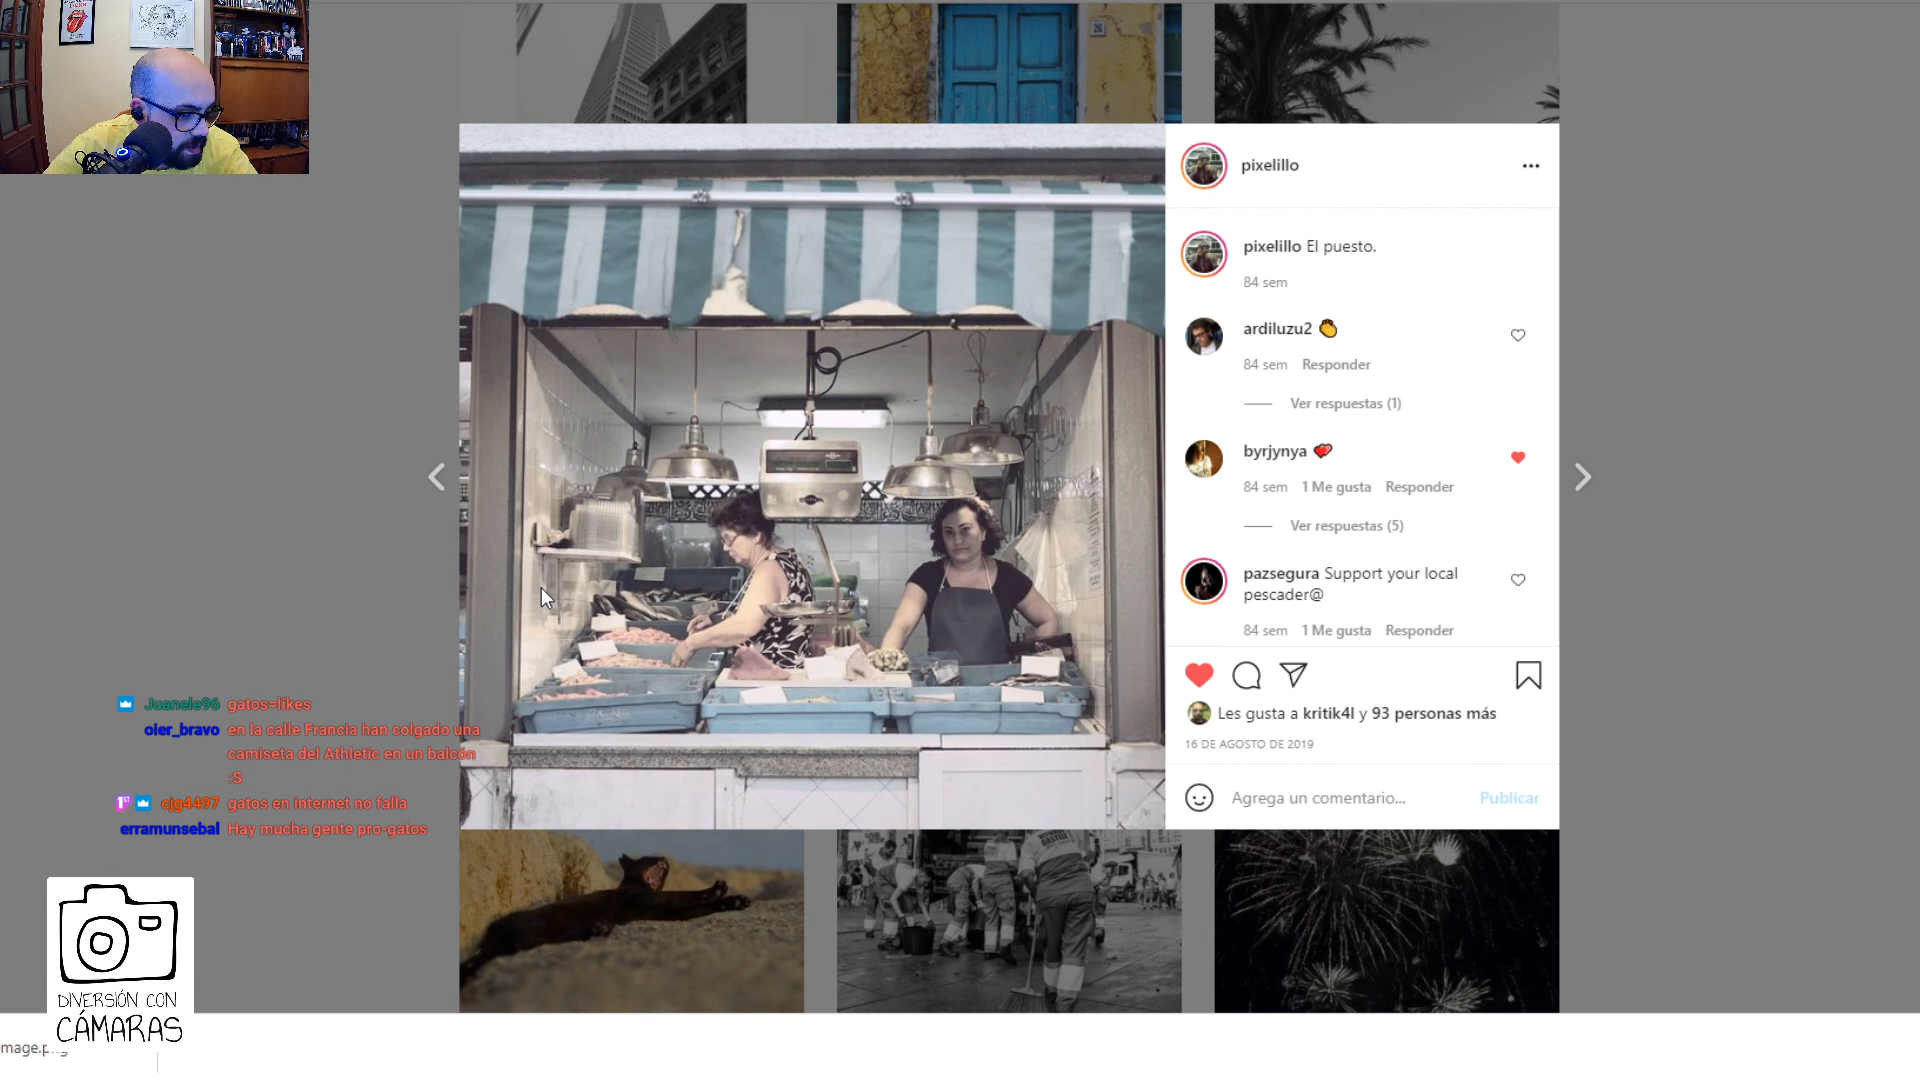 pixelillo
pixelillo El puesto.
84 sem
ardiluzu2
84 sem Responder
Ver respuestas (1)
byrjynya
84 sem 1 Me gusta Responder
Ver respuestas (5)
pazsegura Support your local
pescader@
84 sem 1 Me gusta Responder
Les gusta a kritik4l y 93 personas más
16 DE AGOSTO DE 2019
Agrega un comentario... Publicar
Juanele96 gatos=likes
oier_bravo en la calle Francia han colgado una
camiseta del Athletic en un balcón
:S
cjg4497 gatos en internet no falla
erramunsebal Hay mucha gente pro-gatos
DIVERSIÓN CON
CÁMARAS